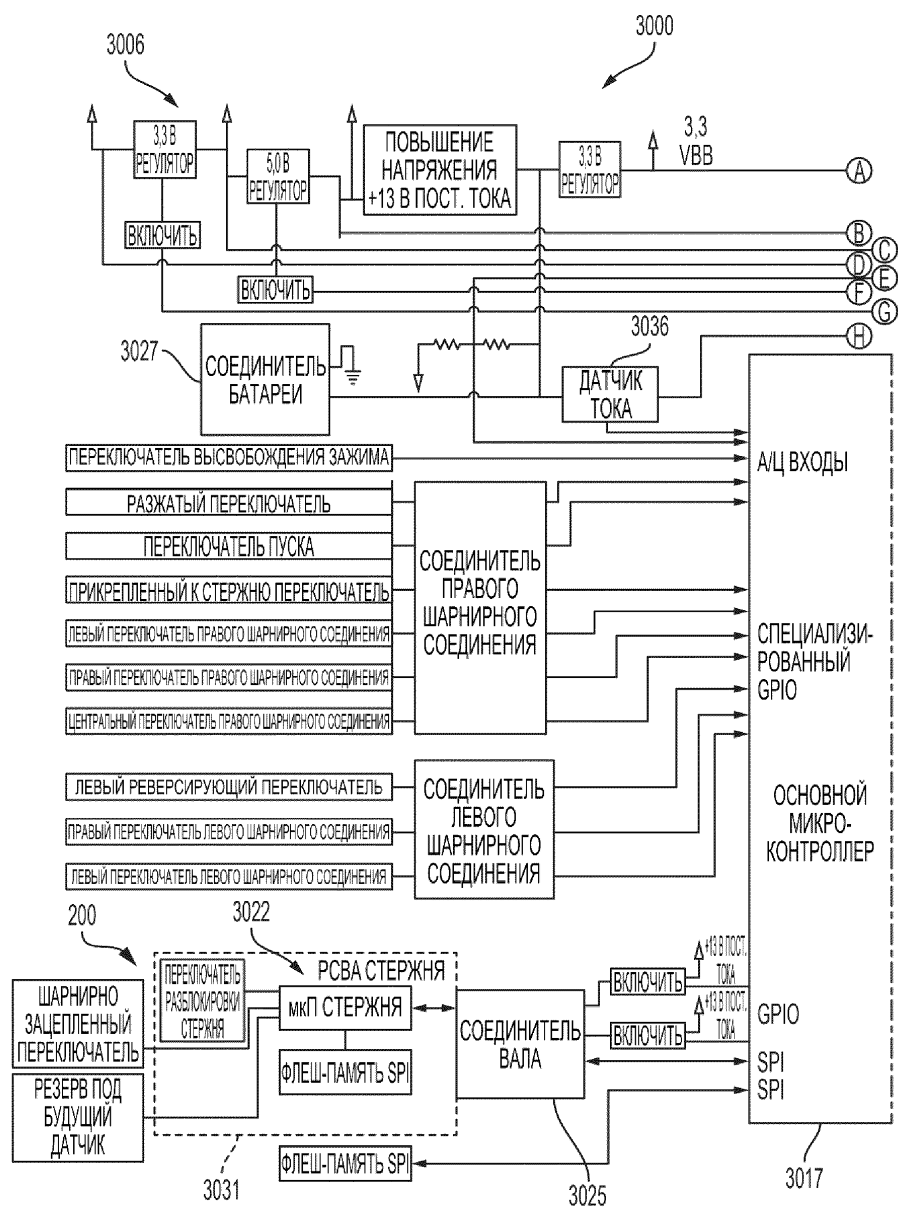 3006
3000
3,3 В
РЕГУЛЯТОР
5,0 В
РЕГУЛЯТОР
ПОВЫШЕНИЕ
НАПРЯЖЕНИЯ
+13 В ПОСТ. ТОКА
3,3 В
РЕГУЛЯТОР
3,3
VBB
A
ВКЛЮЧИТЬ
B
C
D
E
ВКЛЮЧИТЬ
F
G
3027
СОЕДИНИТЕЛЬ
БАТАРЕИ
3036
H
ДАТЧИК
ТОКА
ПЕРЕКЛЮЧАТЕЛЬ ВЫСВОБОЖДЕНИЯ ЗАЖИМА
А/Ц ВХОДЫ
РАЗЖАТЫЙ ПЕРЕКЛЮЧАТЕЛЬ
ПЕРЕКЛЮЧАТЕЛЬ ПУСКА
ПРИКРЕПЛЕННЫЙ К СТЕРЖНЮ ПЕРЕКЛЮЧАТЕЛЬ
ЛЕВЫЙ ПЕРЕКЛЮЧАТЕЛЬ ПРАВОГО ШАРНИРНОГО СОЕДИНЕНИЯ
ПРАВЫЙ ПЕРЕКЛЮЧАТЕЛЬ ПРАВОГО ШАРНИРНОГО СОЕДИНЕНИЯ
ЦЕНТРАЛЬНЫЙ ПЕРЕКЛЮЧАТЕЛЬ ПРАВОГО ШАРНИРНОГО СОЕДИНЕНИЯ
СОЕДИНИТЕЛЬ
ПРАВОГО
ШАРНИРНОГО
СОЕДИНЕНИЯ
СПЕЦИАЛИЗИ-
РОВАННЫЙ
GPIO
ЛЕВЫЙ РЕВЕРСИРУЮЩИЙ ПЕРЕКЛЮЧАТЕЛЬ
ПРАВЫЙ ПЕРЕКЛЮЧАТЕЛЬ ЛЕВОГО ШАРНИРНОГО СОЕДИНЕНИЯ
ЛЕВЫЙ ПЕРЕКЛЮЧАТЕЛЬ ЛЕВОГО ШАРНИРНОГО СОЕДИНЕНИЯ
СОЕДИНИТЕЛЬ
ЛЕВОГО
ШАРНИРНОГО
СОЕДИНЕНИЯ
ОСНОВНОЙ
МИКРО-
КОНТРОЛЛЕР
200
3022
РСВА СТЕРЖНЯ
ПЕРЕКЛЮЧАТЕЛЬ
РАЗБЛОКИРОВКИ
СТЕРЖНЯ
мкП СТЕРЖНЯ
ФЛЕШ-ПАМЯТЬ SPI
ШАРНИРНО
ЗАЦЕПЛЕННЫЙ
ПЕРЕКЛЮЧАТЕЛЬ
РЕЗЕРВ ПОД
БУДУЩИЙ
ДАТЧИК
СОЕДИНИТЕЛЬ
ВАЛА
ВКЛЮЧИТЬ
+13 В ПОСТ.
ТОКА
ВКЛЮЧИТЬ
+13 В ПОСТ.
ТОКА
GPIO
SPI
SPI
3031
ФЛЕШ-ПАМЯТЬ SPI
3025
3017